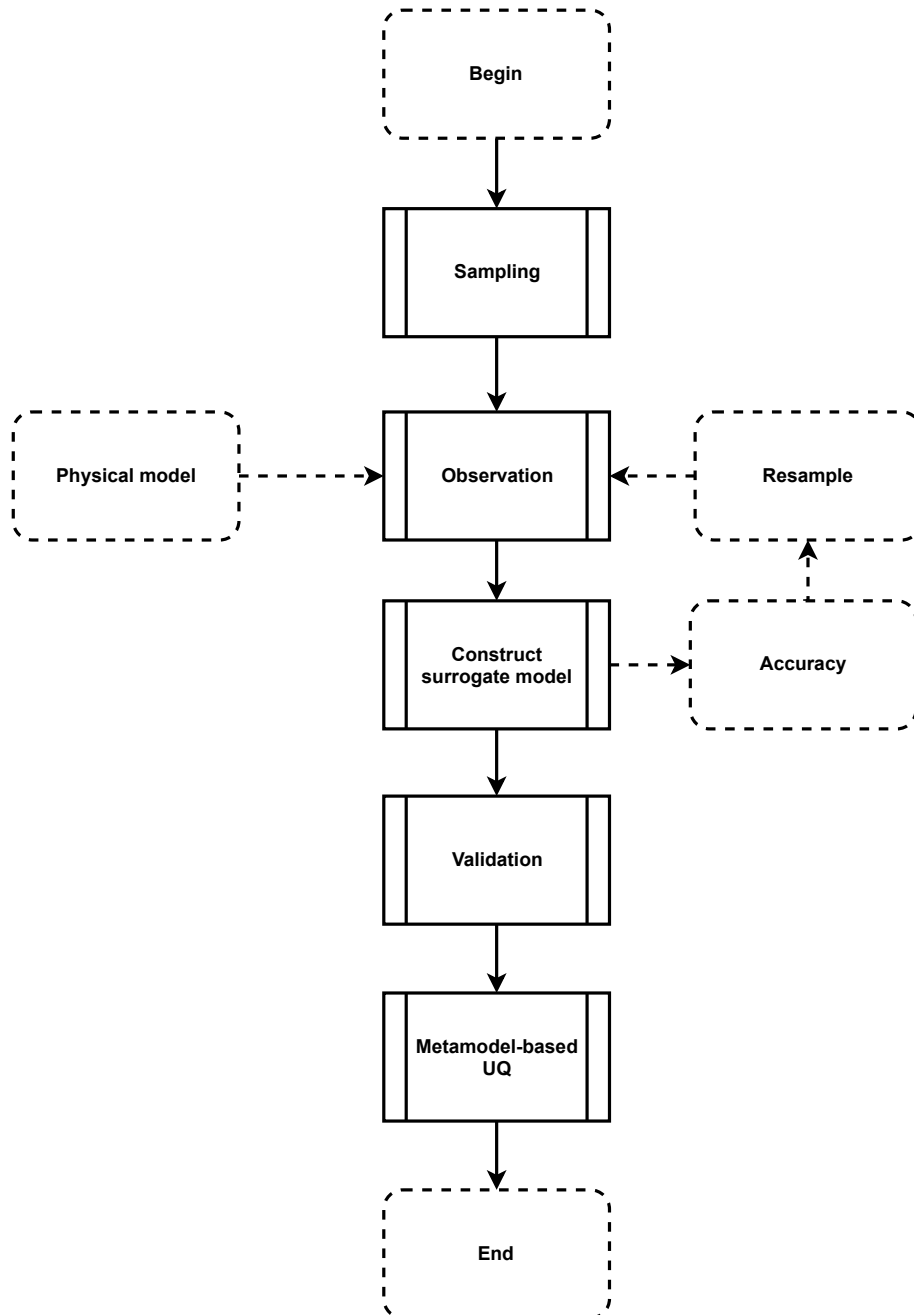 Begin
Sampling
Physical model
Observation
Resample
Construct
surrogate model
Accuracy
Validation
Metamodel-based
UQ
End